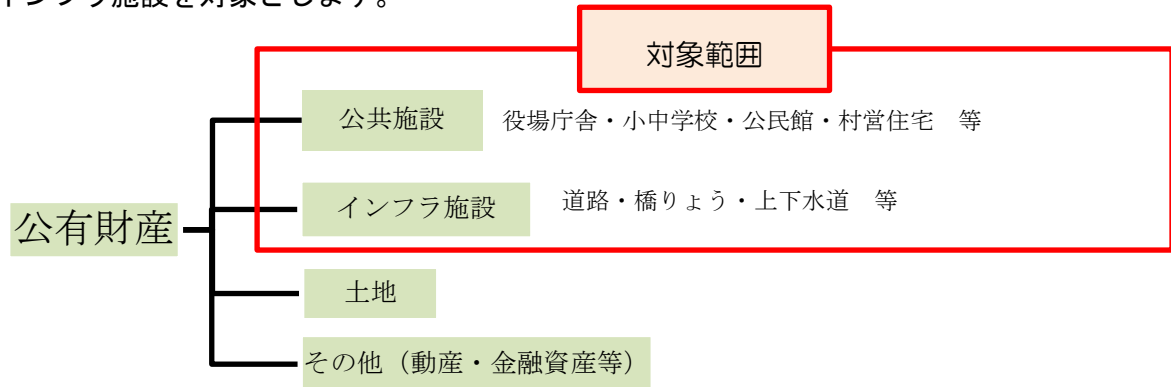 インフラ施設を対象とします。
対象範囲
公共施設 役場庁舎・小中学校・公民館・村営住宅 等
インフラ施設 道路・橋りょう・上下水道 等
公有財産
土地
その他（動産・金融資産等）